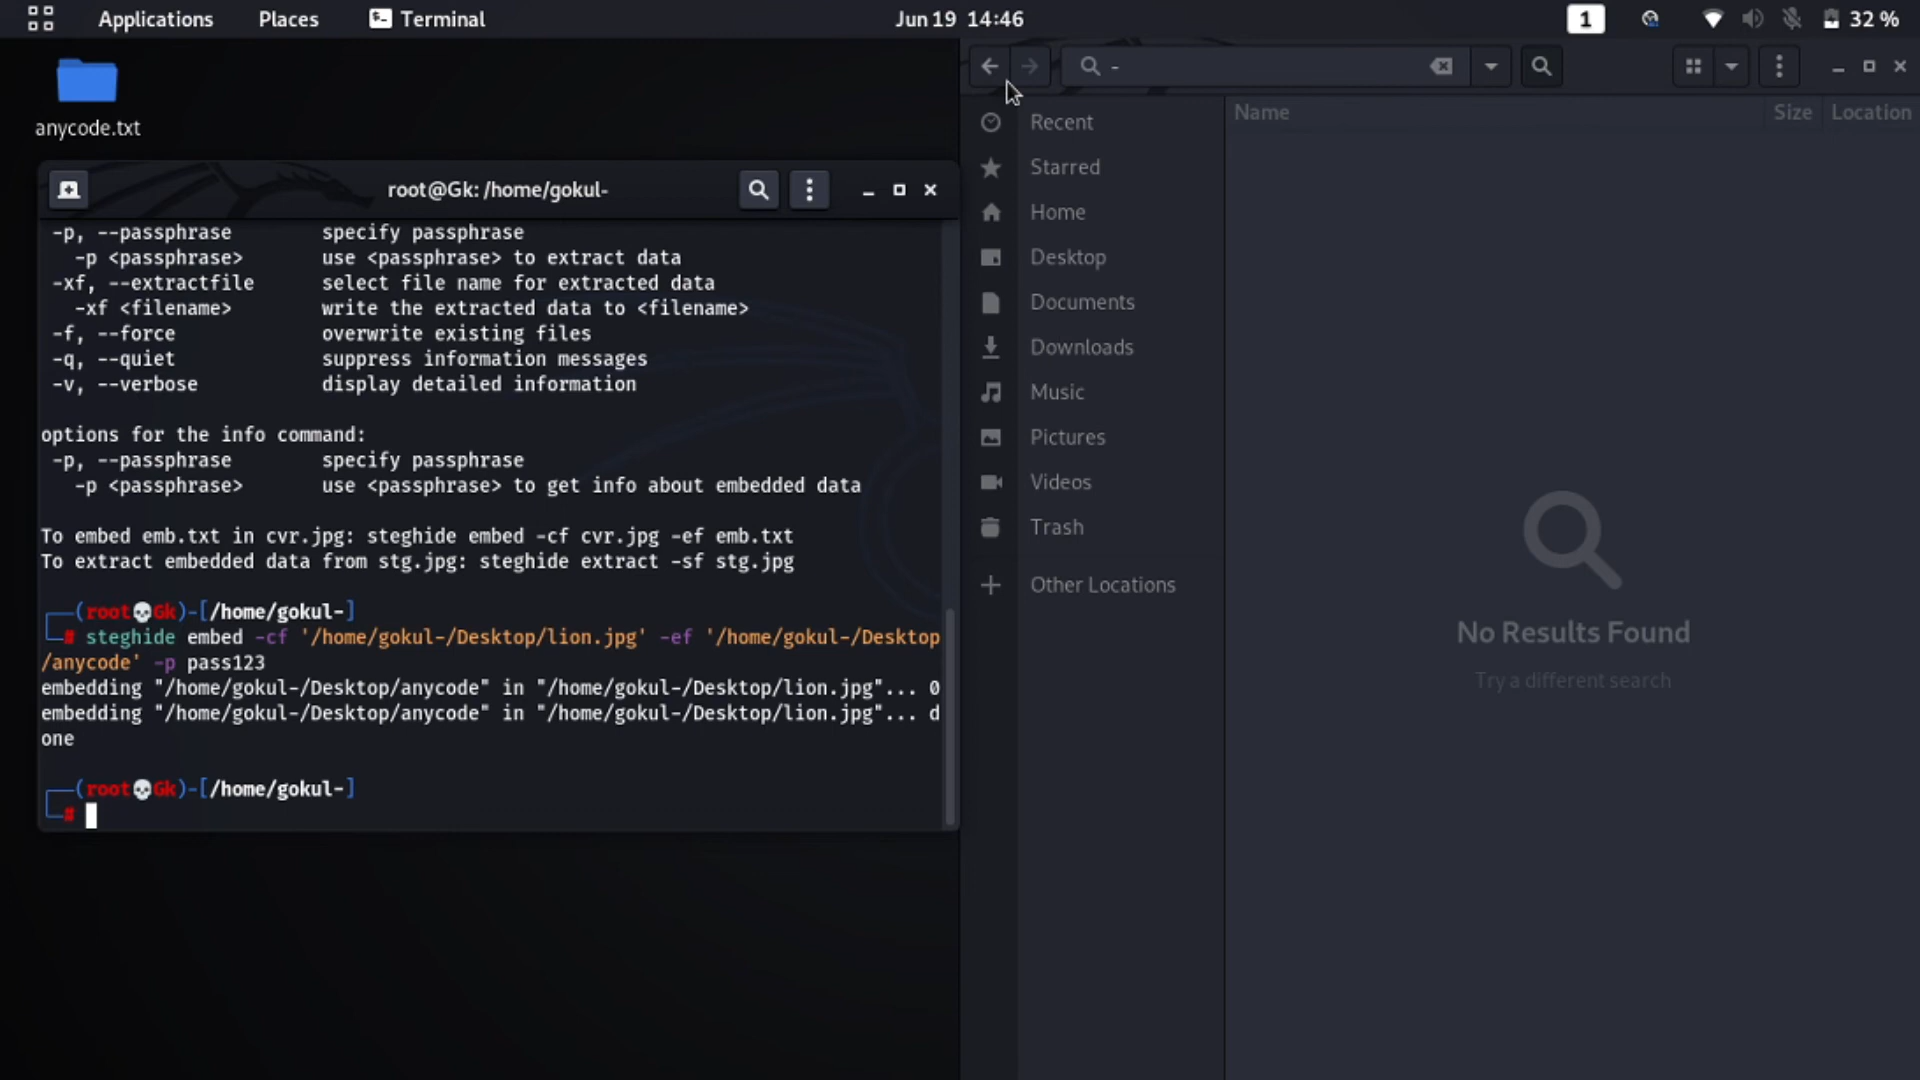 Applications Places Terminal Jun 19 14:46 1 32 %
anycode.txt
root@Gk: /home/gokul-
-p, --passphrase specify passphrase
-p <passphrase> use <passphrase> to extract data
-xf, --extractfile select file name for extracted data
-xf <filename> write the extracted data to <filename>
-f, --force overwrite existing files
-q, --quiet suppress information messages
-v, --verbose display detailed information
options for the info command:
-p, --passphrase specify passphrase
-p <passphrase> use <passphrase> to get info about embedded data
To embed emb.txt in cvr.jpg: steghide embed -cf cvr.jpg -ef emb.txt
To extract embedded data from stg.jpg: steghide extract -sf stg.jpg
(root💀Gk)-[/home/gokul-]
# steghide embed -cf '/home/gokul-/Desktop/lion.jpg' -ef '/home/gokul-/Desktop
/anycode' -p pass123
embedding "/home/gokul-/Desktop/anycode" in "/home/gokul-/Desktop/lion.jpg"... 0
embedding "/home/gokul-/Desktop/anycode" in "/home/gokul-/Desktop/lion.jpg"... d
one
(root💀Gk)-[/home/gokul-]
#
-
Recent
Starred
Home
Desktop
Documents
Downloads
Music
Pictures
Videos
Trash
Other Locations
Name Size Location
No Results Found
Try a different search